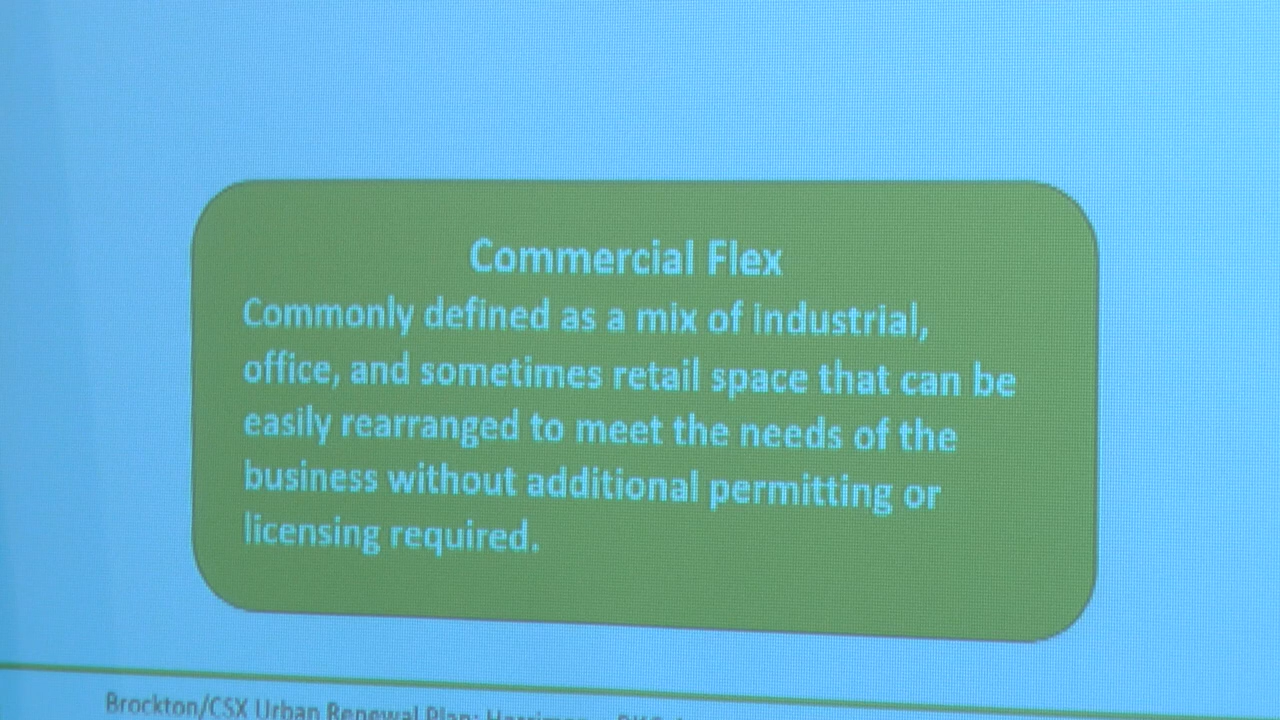 Commercial Flex
Commonly defined as a mix of industrial,
office, and sometimes retail space that can be
easily rearranged to meet the needs of the
business without additional permitting or
licensing required.
Brockton/CSX Urban Renewal Plan: